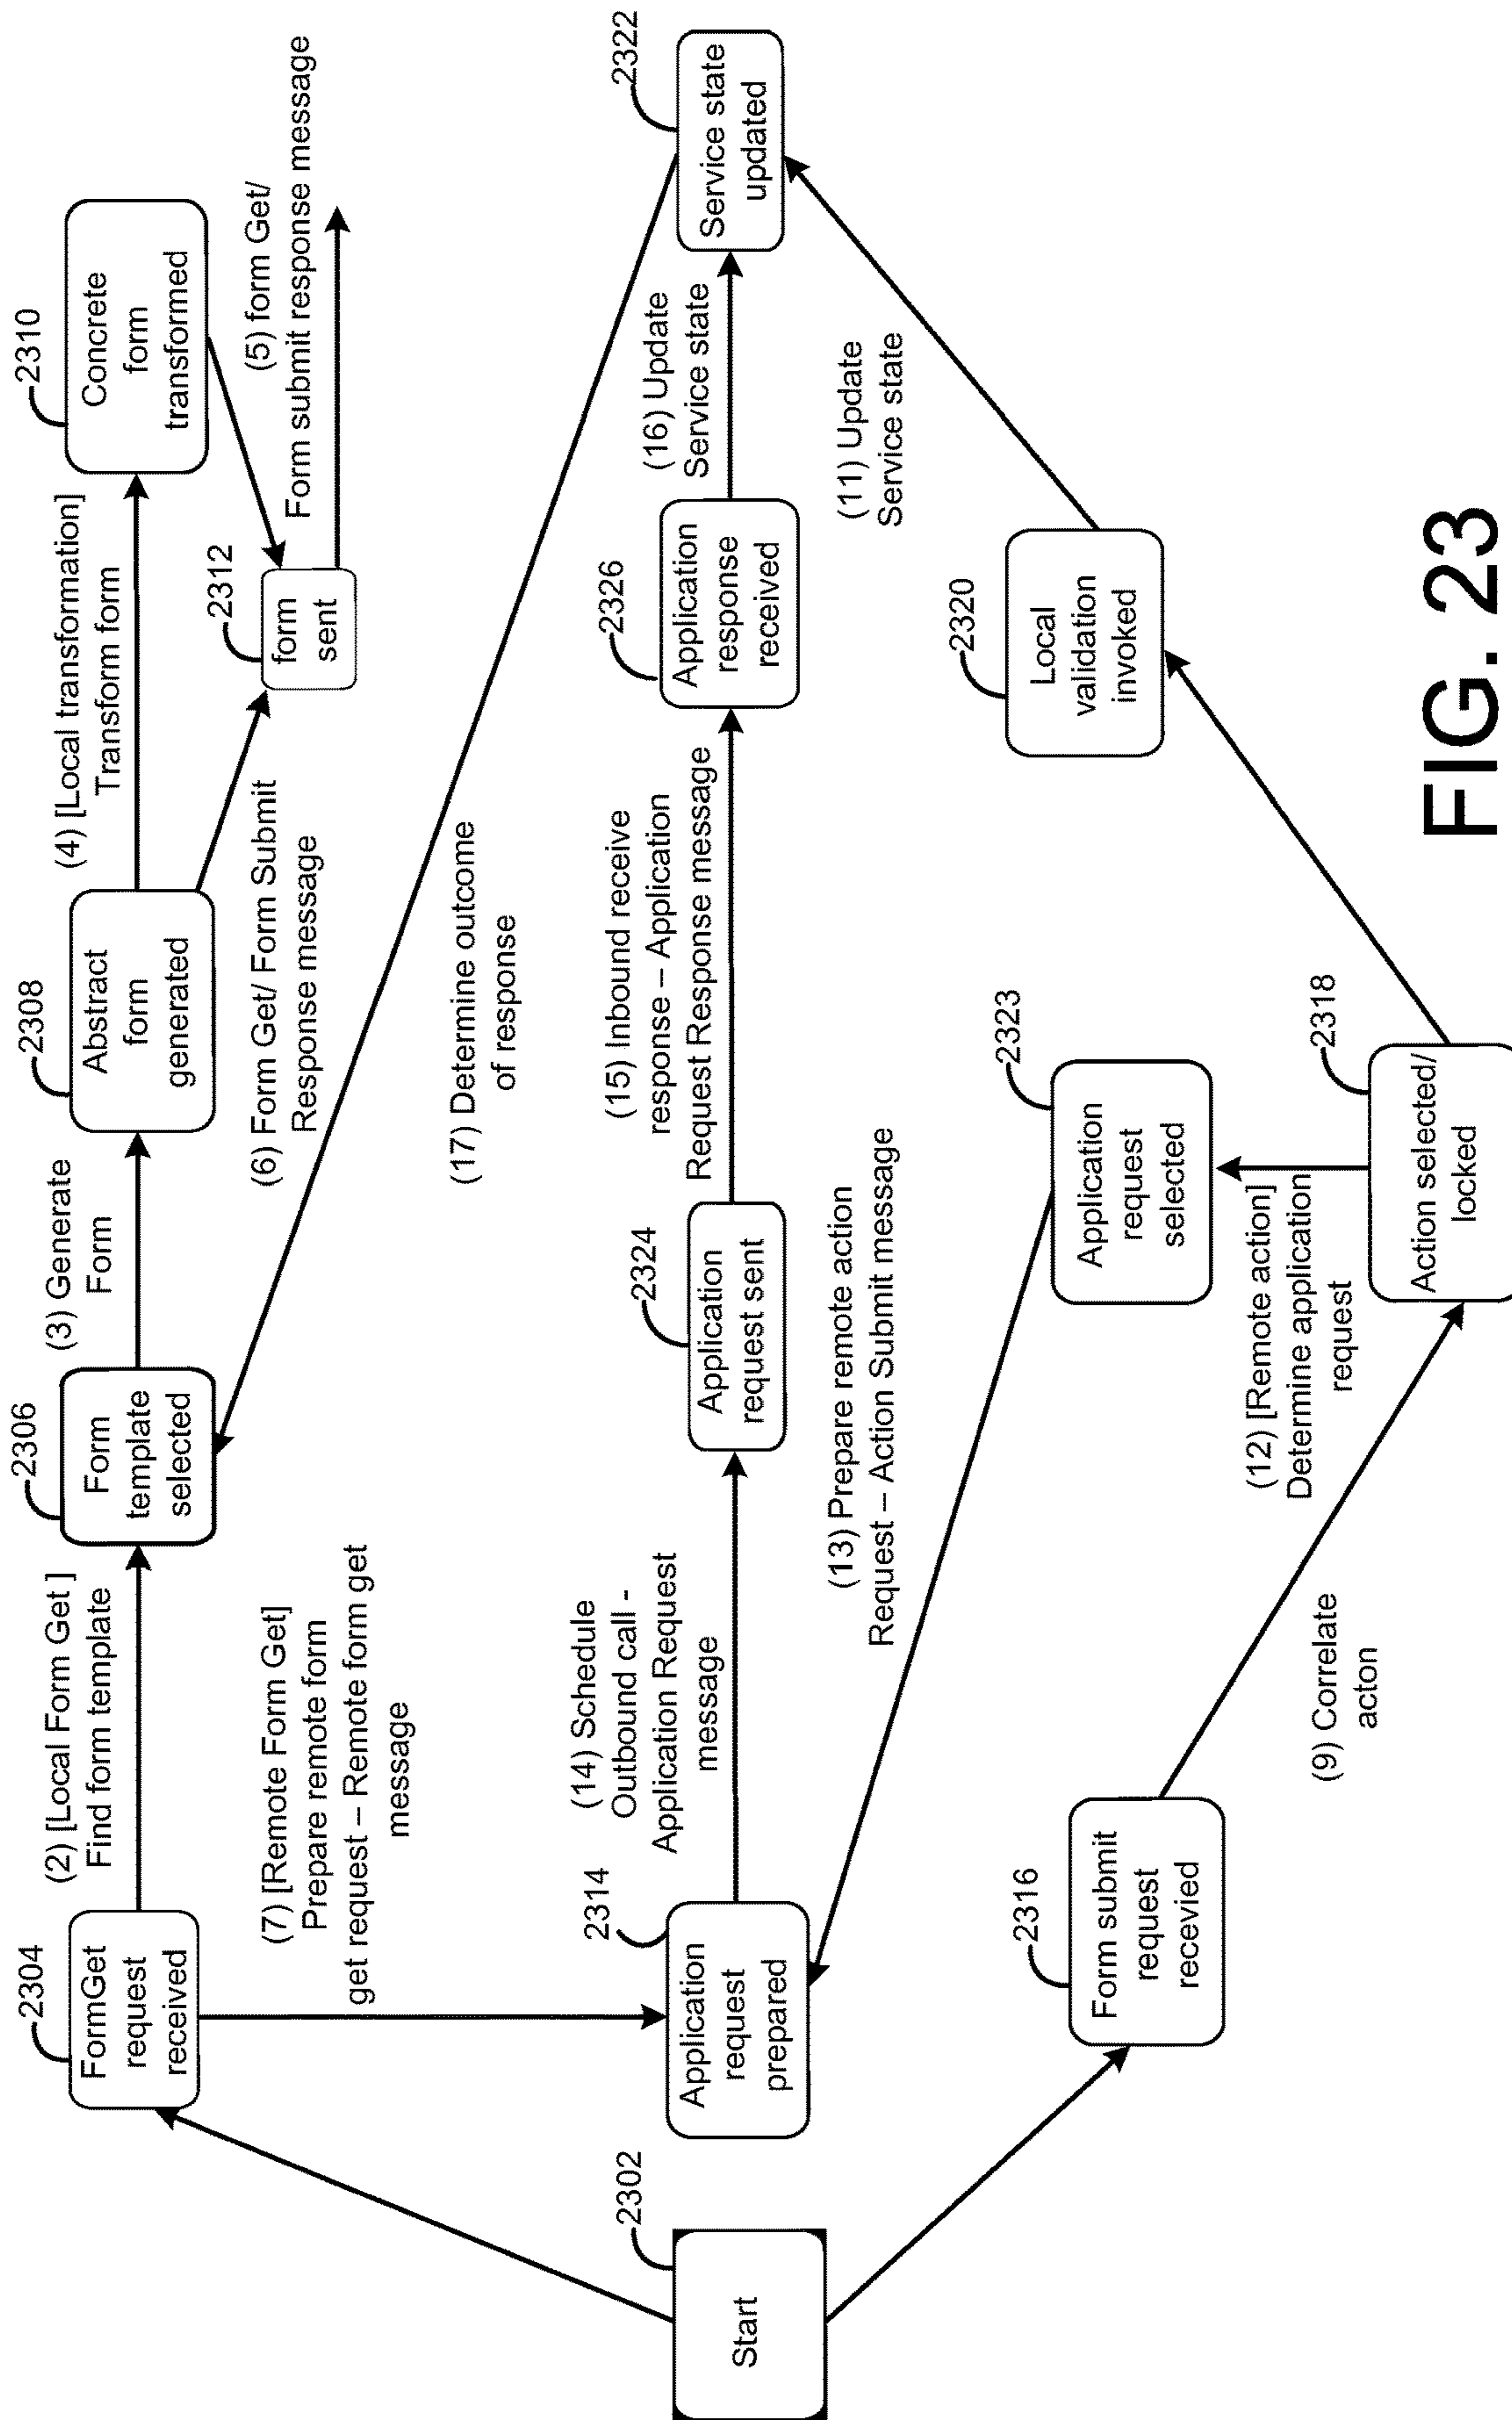 2304
FormGet
request
received
(2) [Local Form Get ]
Find form template
2306
Form
template
selected
(3) Generate
Form
2308
Abstract
form
generated
(4) [Local transformation]
Transform form
2310
Concrete
form
transformed
(5) form Get/
Form submit response message
2312
form
sent
(6) Form Get/ Form Submit
Response message
(7) [Remote Form Get]
Prepare remote form
get request – Remote form get
message
(17) Determine outcome
of response
2302
Start
2314
Application
request
prepared
(14) Schedule
Outbound call -
Application Request
message
2324
Application
request sent
(15) Inbound receive
response – Application
Request Response message
2326
Application
response
received
(16) Update
Service state
2322
Service state
updated
(13) Prepare remote action
Request – Action Submit message
(11) Update
Service state
2316
Form submit
request
recevied
(9) Correlate
acton
2323
Application
request
selected
(12) [Remote action]
Determine application
request
2318
Action selected/
locked
2320
Local
validation
invoked
FIG. 23